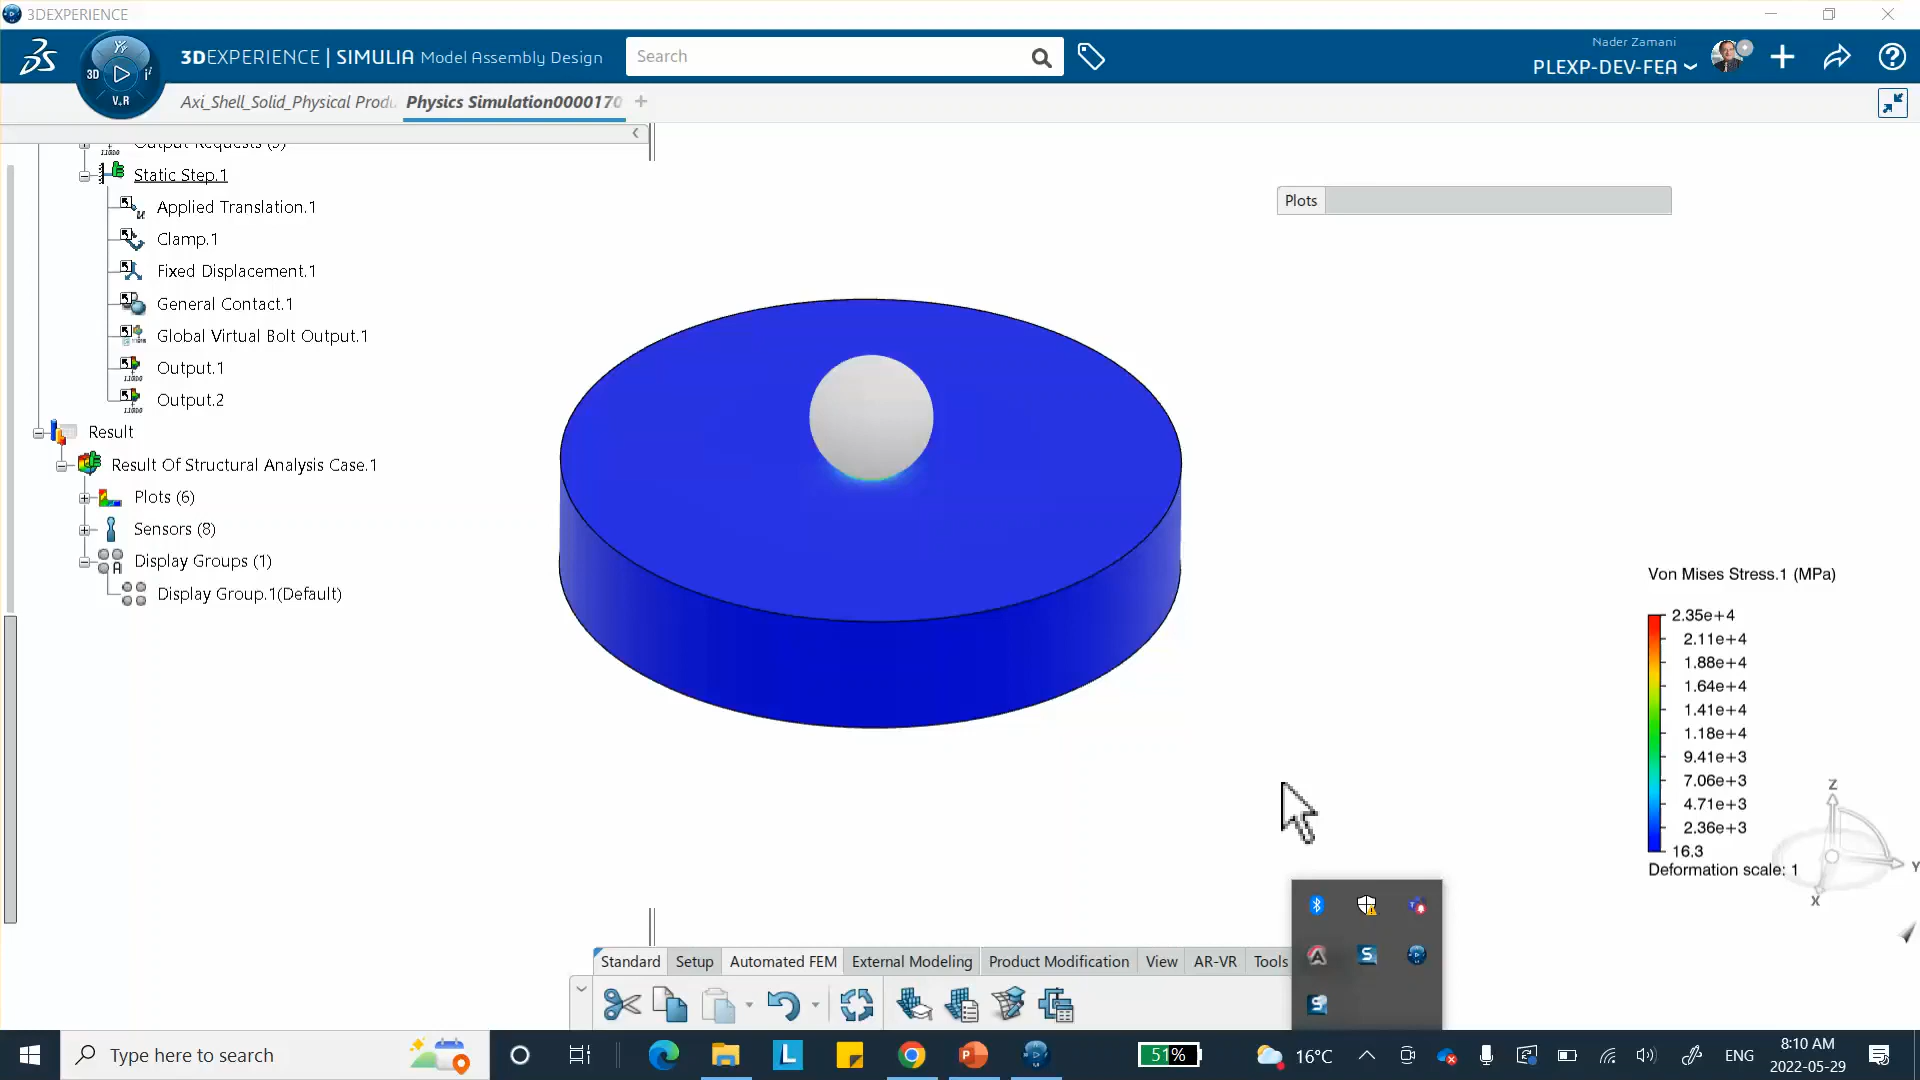 3DEXPERIENCE
3DEXPERIENCE | SIMULIA Model Assembly Design
Search
Nader Zamani
PLEXP-DEV-FEA
3D
V.R
Axi_Shell_Solid_Physical Produ
Physics Simulation0000170
Output Requests (5)
Static Step.1
Applied Translation.1
Clamp.1
Fixed Displacement.1
General Contact.1
Global Virtual Bolt Output.1
Output.1
Output.2
Result
Result Of Structural Analysis Case.1
Plots (6)
Sensors (8)
Display Groups (1)
Display Group.1(Default)
Plots
Von Mises Stress.1 (MPa)
2.35e+4
2.11e+4
1.88e+4
1.64e+4
1.41e+4
1.18e+4
9.41e+3
7.06e+3
4.71e+3
2.36e+3
16.3
Deformation scale: 1
Z
Y
X
Standard
Setup
Automated FEM
External Modeling
Product Modification
View
AR-VR
Tools
Type here to search
51%
16°C
ENG
8:10 AM
2022-05-29